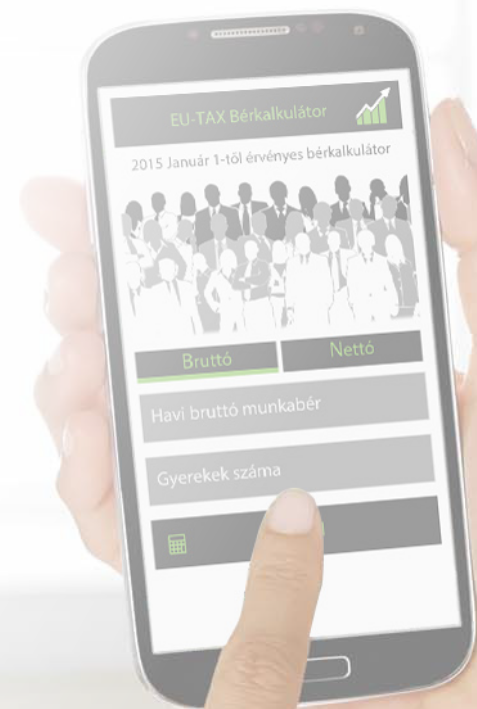 EU-TAX Bérkalkulátor
2015 Január 1-től érvényes bérkalkulátor
Bruttó
Nettó
Havi bruttó munkabér
Gyerekek száma